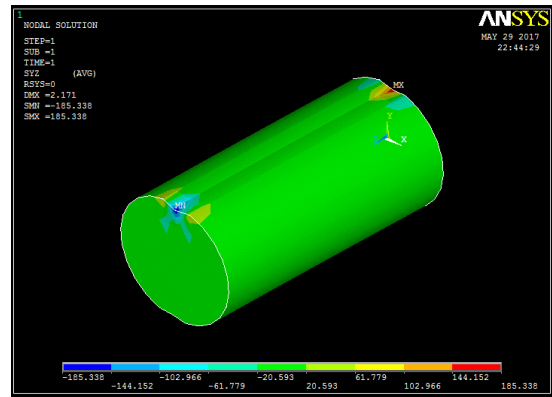 1
NODAL SOLUTION
ANSYS
MAY 29 2017
22:44:29
STEP=1
SUB =1
TIME=1
SYZ (AVG)
RSYS=0
DMX =2.171
SMN =-185.338
SMX =185.338
MX
Y
X
MN
-185.338 -102.966 -20.593 61.779 144.152
-144.152 -61.779 20.593 102.966 185.338